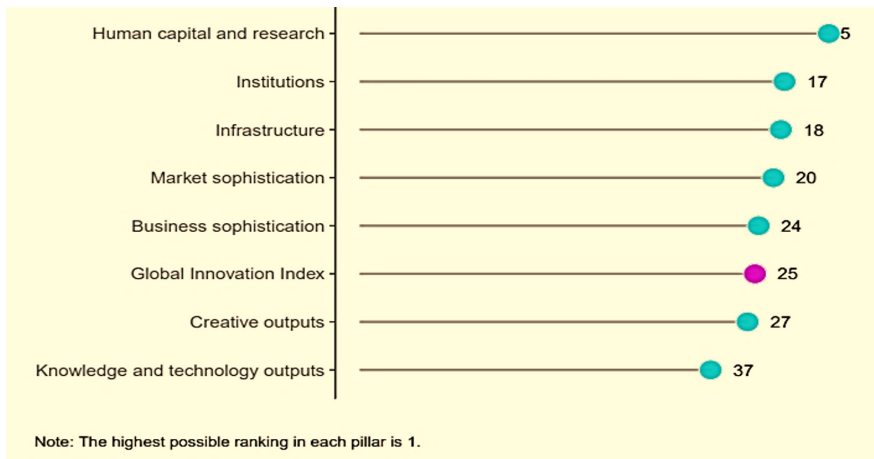 Human capital and research 5
Institutions 17
Infrastructure 18
Market sophistication 20
Business sophistication 24
Global Innovation Index 25
Creative outputs 27
Knowledge and technology outputs 37
Note: The highest possible ranking in each pillar is 1.